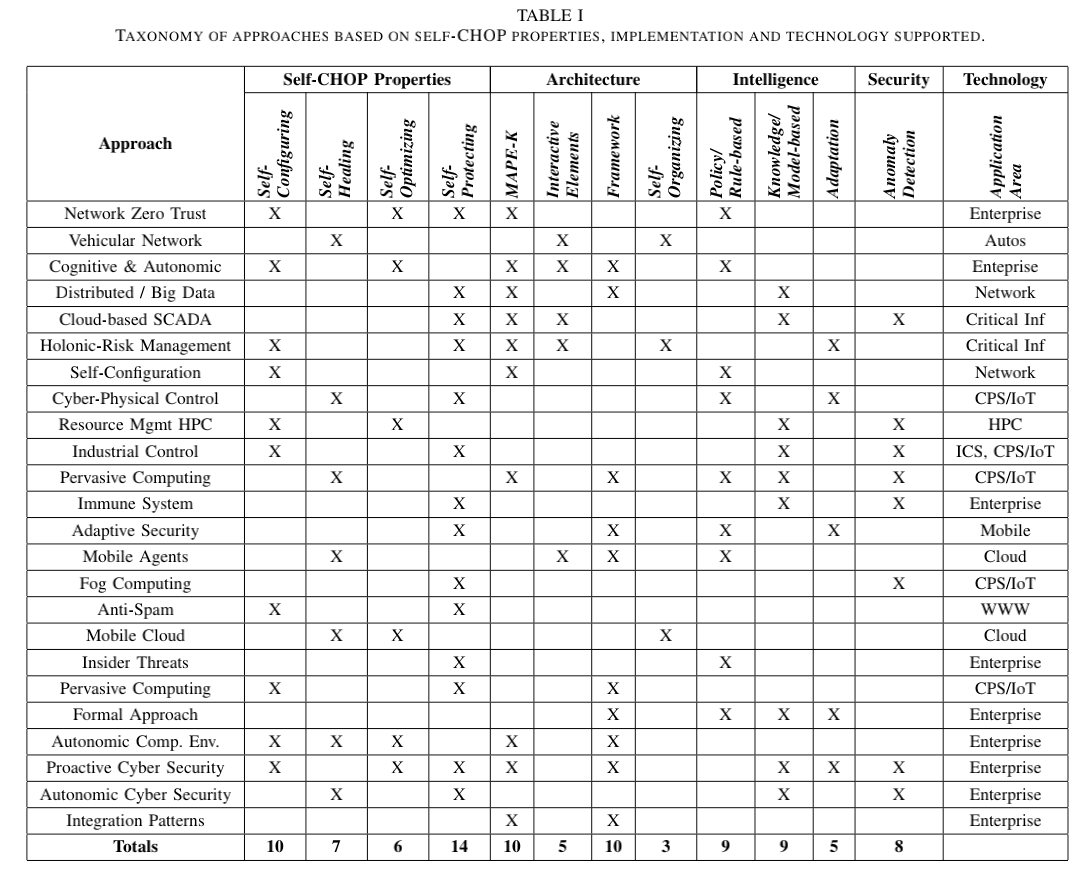 TABLE I
TAXONOMY OF APPROACHES BASED ON SELF-CHOP PROPERTIES, IMPLEMENTATION AND TECHNOLOGY SUPPORTED.
Approach Self-CHOP Properties Architecture Intelligence Security Technology
Self-Configuring Self-Healing Self-Optimizing Self-Protecting MAPE-K Interactive Elements Framework Self-Organizing Policy/Rule-based Knowledge/Model-based Adaptation Anomaly Detection Application Area
Network Zero Trust X X X X X Enterprise
Vehicular Network X X X Autos
Cognitive & Autonomic X X X X X X Enteprise
Distributed / Big Data X X X X Network
Cloud-based SCADA X X X X X Critical Inf
Holonic-Risk Management X X X X X X Critical Inf
Self-Configuration X X X Network
Cyber-Physical Control X X X X CPS/IoT
Resource Mgmt HPC X X X X HPC
Industrial Control X X X X ICS, CPS/IoT
Pervasive Computing X X X X X X CPS/IoT
Immune System X X X Enterprise
Adaptive Security X X X X Mobile
Mobile Agents X X X X Cloud
Fog Computing X X CPS/IoT
Anti-Spam X X WWW
Mobile Cloud X X X Cloud
Insider Threats X X Enterprise
Pervasive Computing X X X CPS/IoT
Formal Approach X X X X Enterprise
Autonomic Comp. Env. X X X X X Enterprise
Proactive Cyber Security X X X X X X X X Enterprise
Autonomic Cyber Security X X X X Enterprise
Integration Patterns X X Enterprise
Totals 10 7 6 14 10 5 10 3 9 9 5 8